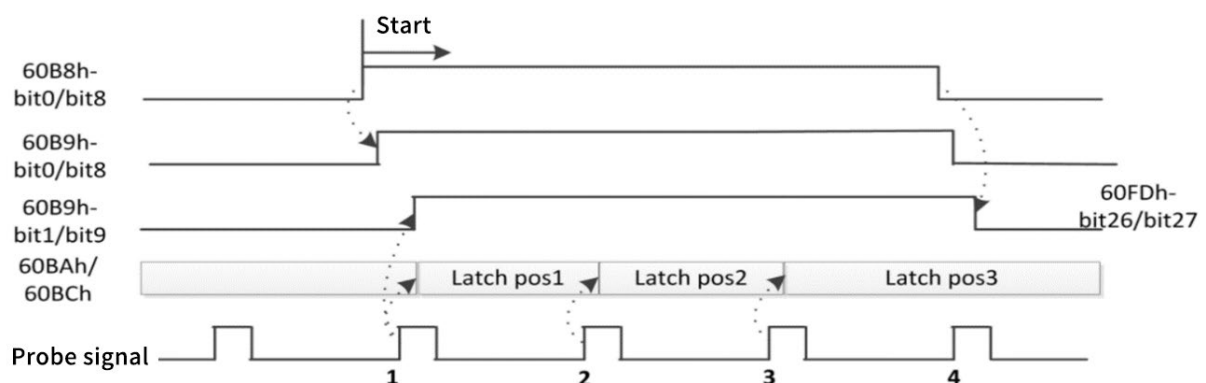 Start
60B8h-
bit0/bit8
60B9h-
bit0/bit8
60B9h-
bit1/bit9
60FDh-
bit26/bit27
60BAh/
60BCh
Latch pos1
Latch pos2
Latch pos3
Probe signal
1
2
3
4